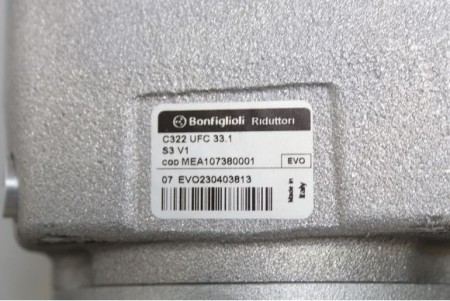 Bonfiglioli Riduttori
C322 UFC 33.1
S3 V1
COD MEA107380001 EVO
07 EVO230403813
Made in
Italy